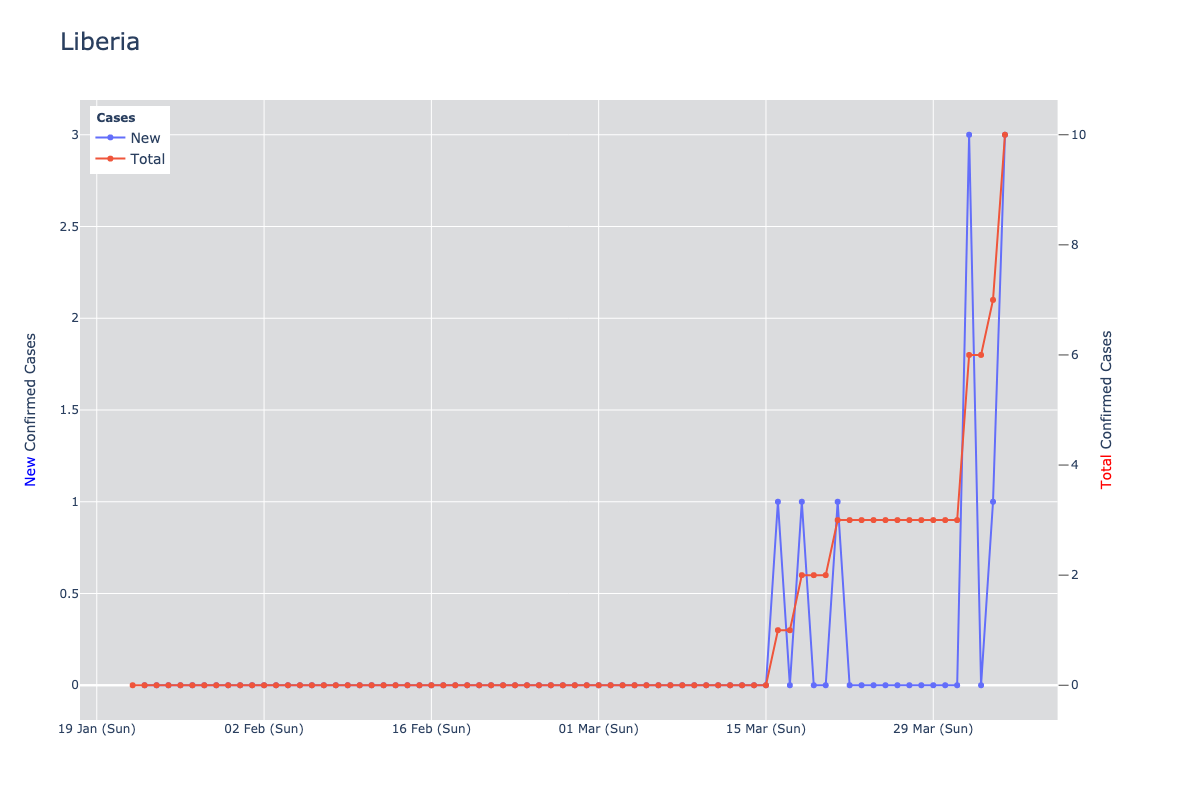 Liberia
Cases
New
Total
3
2.5
2
1.5
1
0.5
0
10
8
6
4
2
0
New Confirmed Cases
Total Confirmed Cases
19 Jan (Sun)
02 Feb (Sun)
16 Feb (Sun)
01 Mar (Sun)
15 Mar (Sun)
29 Mar (Sun)